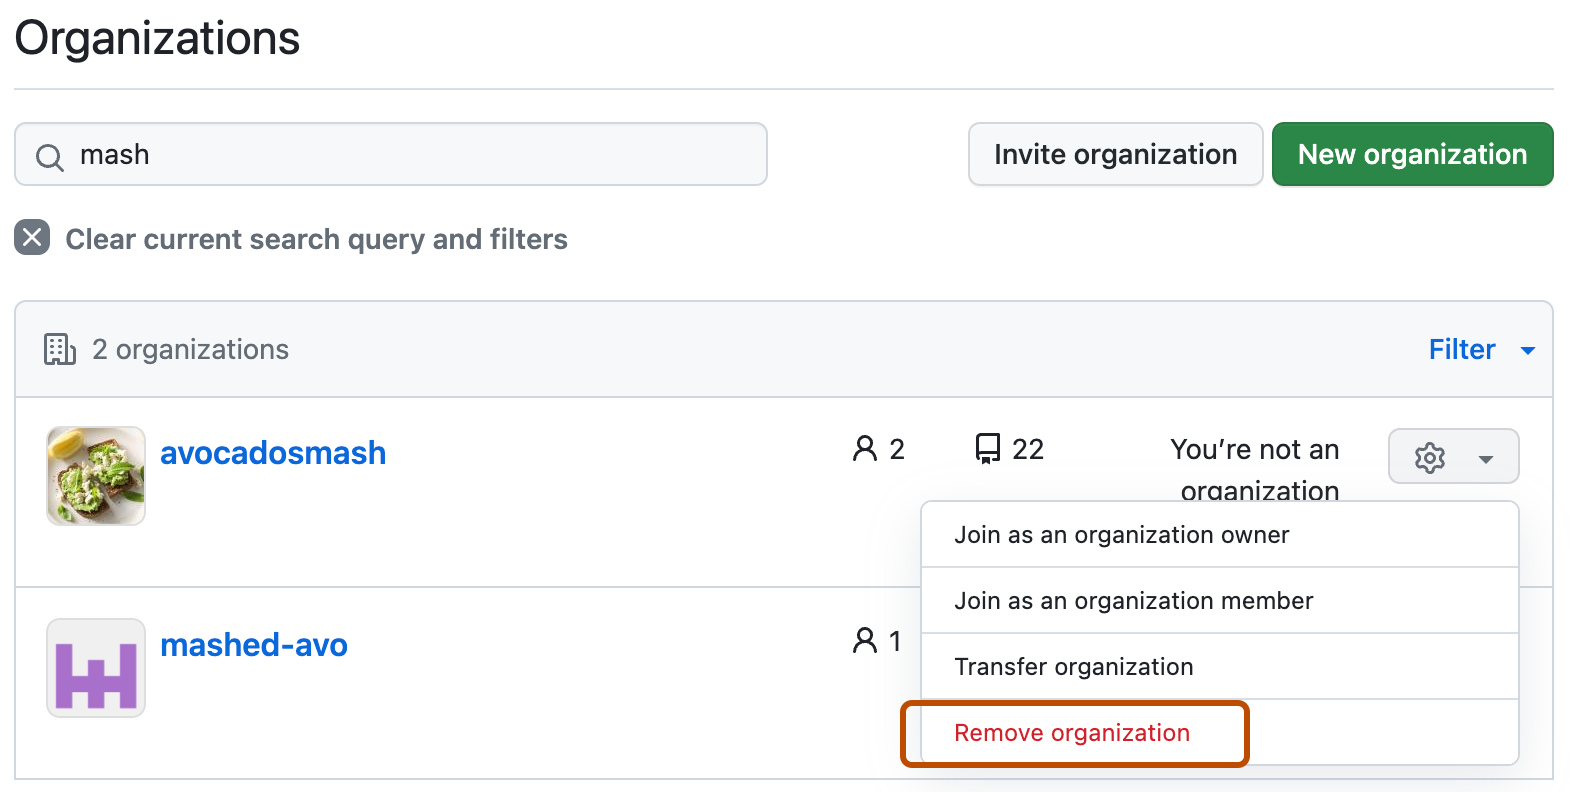 Organizations
mash
Invite organization
New organization
Clear current search query and filters
2 organizations
Filter
avocadosmash
2
22
You’re not an
organization
Join as an organization owner
Join as an organization member
mashed-avo
1
Transfer organization
Remove organization